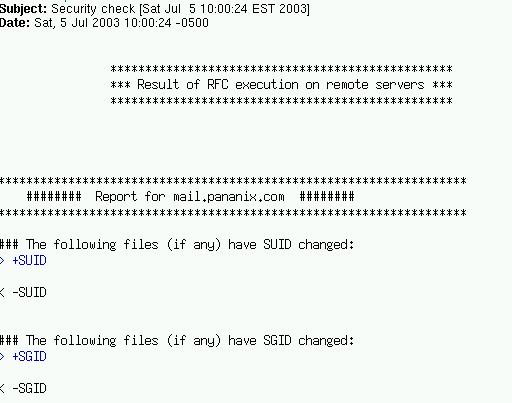 Subject: Security check [Sat Jul  5 10:00:24 EST 2003]
Date: Sat, 5 Jul 2003 10:00:24 -0500
*************************************************
*** Result of RFC execution on remote servers ***
*************************************************
*******************************************************************
########  Report for mail.pananix.com  ########
*******************************************************************
### The following files (if any) have SUID changed:
> +SUID
< -SUID
### The following files (if any) have SGID changed:
> +SGID
< -SGID